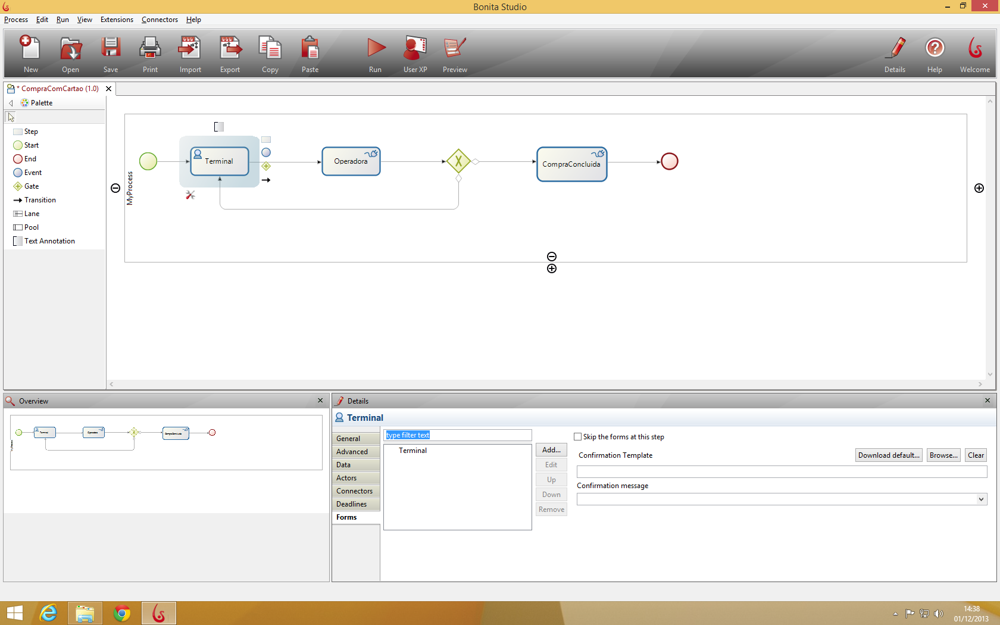 Bonita Studio
Process Edit Run View Extensions Connectors Help
New Open Save Print Import Export Copy Paste Run User XP Preview Details Help Welcome
* CompraComCartao (1.0)
Palette
Step
Start
End
Event
Gate
Transition
Lane
Pool
Text Annotation
MyProcess
Terminal
Operadora
CompraConcluida
Overview
Terminal
Operadora
CompraConcluida
Details
Terminal
General
Advanced
Data
Actors
Connectors
Deadlines
Forms
type filter text
Terminal
Add...
Edit
Up
Down
Remove
Skip the forms at this step
Confirmation Template
Download default... Browse... Clear
Confirmation message
14:38
01/12/2013